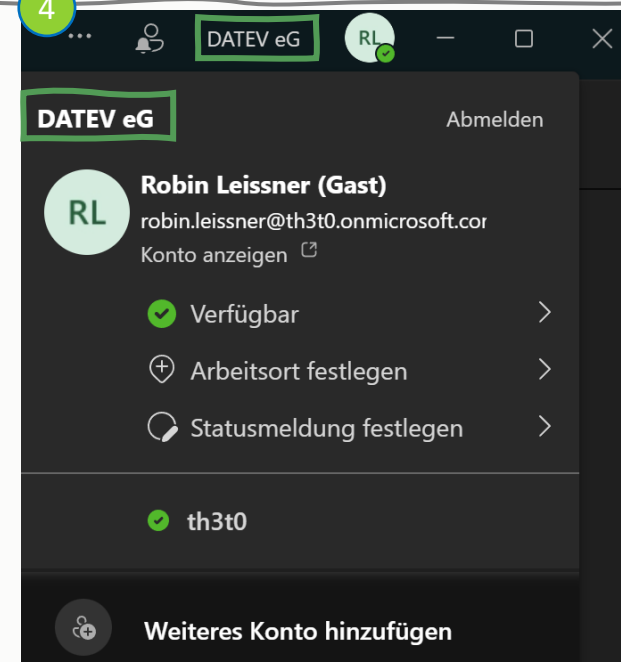 4
... DATEV eG RL
DATEV eG Abmelden
RL
Robin Leissner (Gast)
robin.leissner@th3t0.onmicrosoft.cor
Konto anzeigen
Verfügbar
Arbeitsort festlegen
Statusmeldung festlegen
th3t0
Weiteres Konto hinzufügen